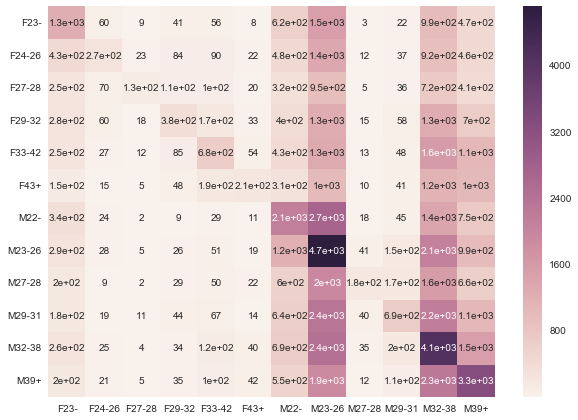 F23- 1.3e+03 60 9 41 56 8 6.2e+02 1.5e+03 3 22 9.9e+02 4.7e+02
F24-26 4.3e+02 2.7e+02 23 84 90 22 4.8e+02 1.4e+03 12 37 9.2e+02 4.6e+02
F27-28 2.5e+02 70 1.3e+02 1.1e+02 1e+02 20 3.2e+02 9.5e+02 5 36 7.2e+02 4.1e+02
F29-32 2.8e+02 60 18 3.8e+02 1.7e+02 33 4e+02 1.3e+03 15 58 1.3e+03 7e+02
F33-42 2.5e+02 27 12 85 6.8e+02 54 4.3e+02 1.3e+03 13 48 1.6e+03 1.1e+03
F43+ 1.5e+02 15 5 48 1.9e+02 2.1e+02 3.1e+02 1e+03 10 41 1.2e+03 1e+03
M22- 3.4e+02 24 2 9 29 11 2.1e+03 2.7e+03 18 45 1.4e+03 7.5e+02
M23-26 2.9e+02 28 5 26 51 19 1.2e+03 4.7e+03 41 1.5e+02 2.1e+03 9.9e+02
M27-28 2e+02 9 2 29 50 22 6e+02 2e+03 1.8e+02 1.7e+02 1.6e+03 6.6e+02
M29-31 1.8e+02 19 11 44 67 14 6.4e+02 2.4e+03 40 6.9e+02 2.2e+03 1.1e+03
M32-38 2.6e+02 25 4 34 1.2e+02 40 6.9e+02 2.4e+03 35 2e+02 4.1e+03 1.5e+03
M39+ 2e+02 21 5 35 1e+02 42 5.5e+02 1.9e+03 12 1.1e+02 2.3e+03 3.3e+03
F23- F24-26 F27-28 F29-32 F33-42 F43+ M22- M23-26 M27-28 M29-31 M32-38 M39+
4000
3200
2400
1600
800